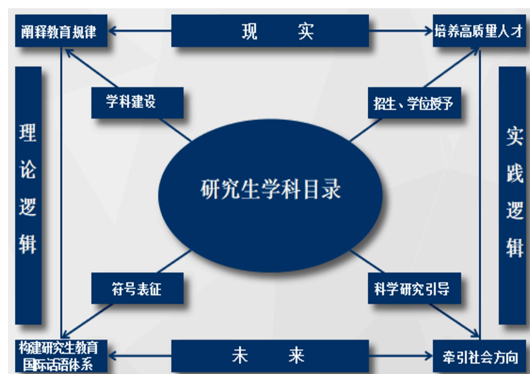 阐释教育规律
现 实
培养高质量人才
学科建设
招生、学位授予
理论逻辑
研究生学科目录
实践逻辑
符号表征
科学研究引导
构建研究生教育
国际话语体系
未 来
牵引社会方向